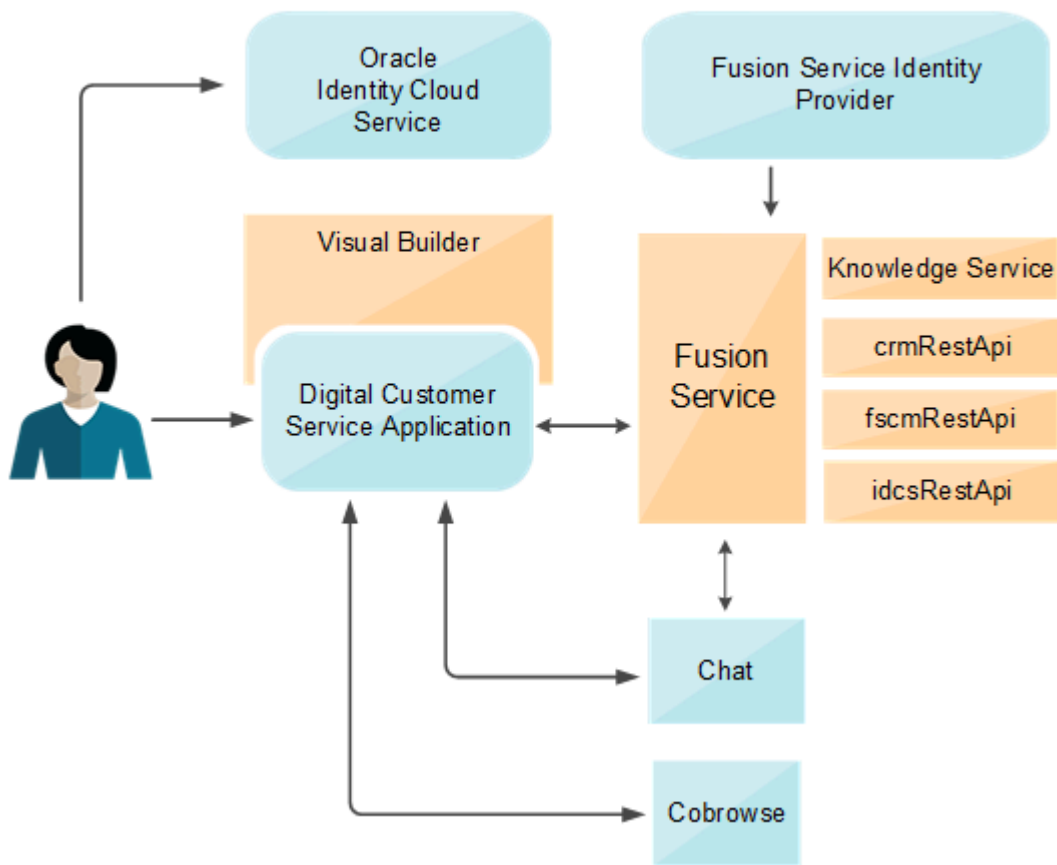 Oracle
Identity Cloud
Service
Fusion Service Identity
Provider
Visual Builder
Digital Customer
Service Application
Fusion
Service
Knowledge Service
crmRestApi
fscmRestApi
idcsRestApi
Chat
Cobrowse